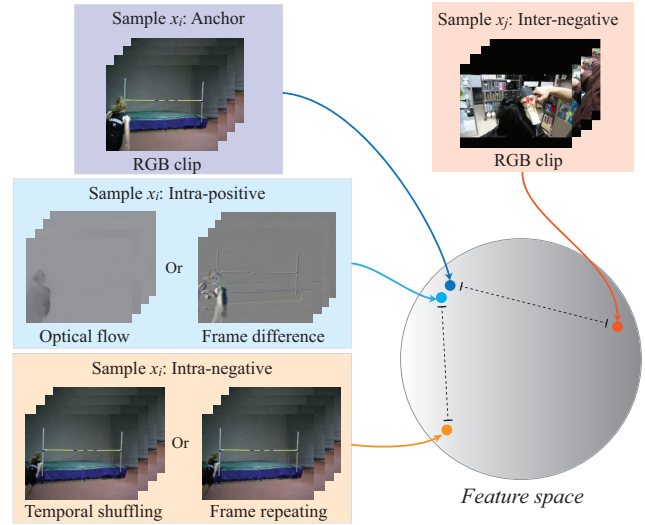 Sample xᵢ: Anchor
RGB clip
Sample xⱼ: Inter-negative
RGB clip
Sample xᵢ: Intra-positive
Or
Optical flow
Frame difference
Sample xᵢ: Intra-negative
Or
Temporal shuffling
Frame repeating
Feature space